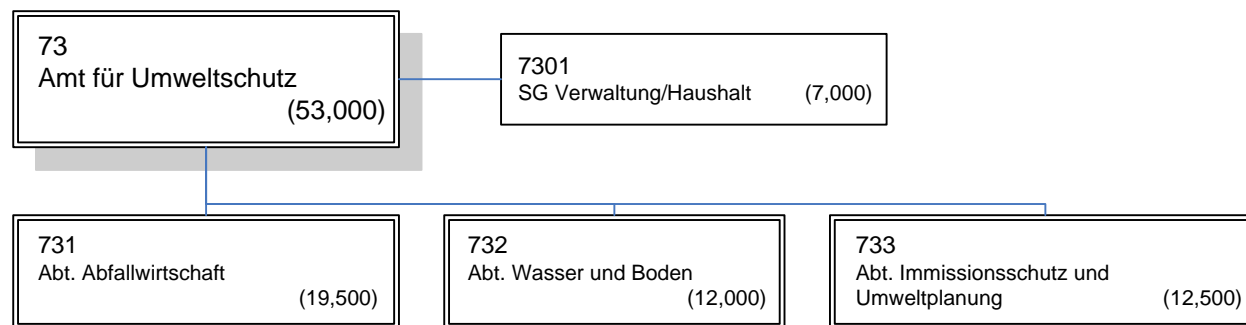 73
Amt für Umweltschutz
(53,000)
7301
SG Verwaltung/Haushalt (7,000)
731
Abt. Abfallwirtschaft
(19,500)
732
Abt. Wasser und Boden
(12,000)
733
Abt. Immissionsschutz und
Umweltplanung (12,500)